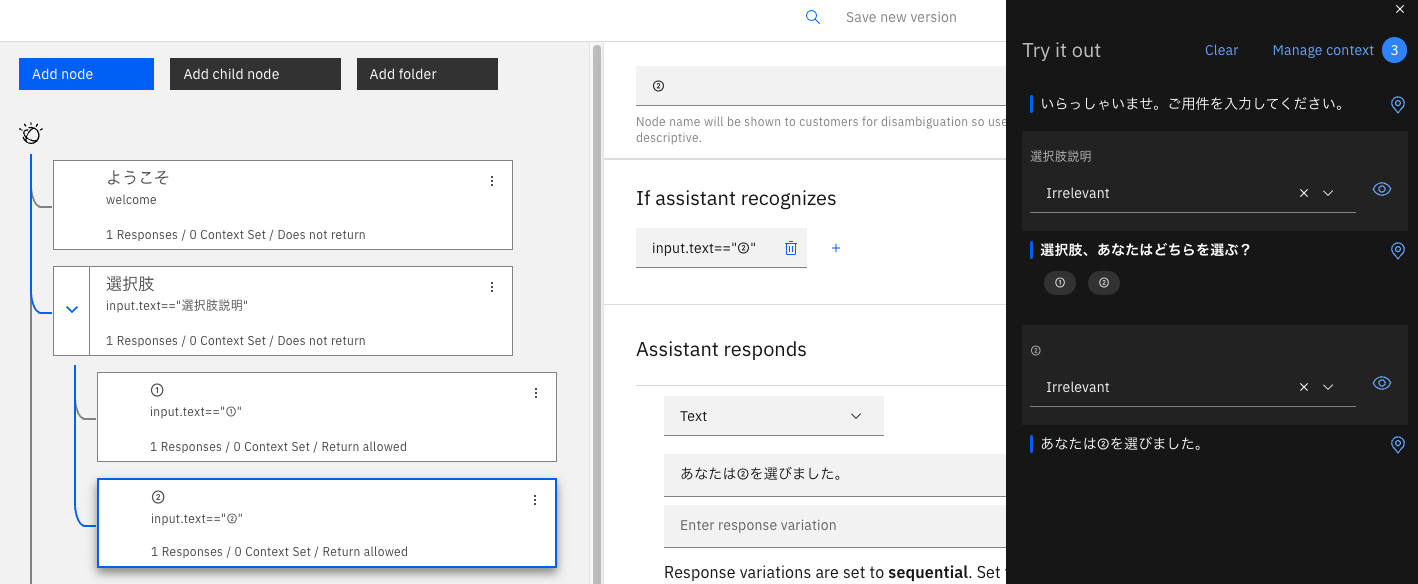 Save new version
Add node
Add child node
Add folder
ようこそ
welcome
1 Responses / 0 Context Set / Does not return
選択肢
input.text=="選択肢説明"
1 Responses / 0 Context Set / Does not return
①
input.text=="①"
1 Responses / 0 Context Set / Return allowed
②
input.text=="②"
1 Responses / 0 Context Set / Return allowed
②
Node name will be shown to customers for disambiguation so use
descriptive.
If assistant recognizes
input.text=="②"
Assistant responds
Text
あなたは②を選びました。
Enter response variation
Response variations are set to sequential. Set
Try it out
Clear
Manage context
3
いらっしゃいませ。ご用件を入力してください。
選択肢説明
Irrelevant
選択肢、あなたはどちらを選ぶ？
①
②
②
Irrelevant
あなたは②を選びました。